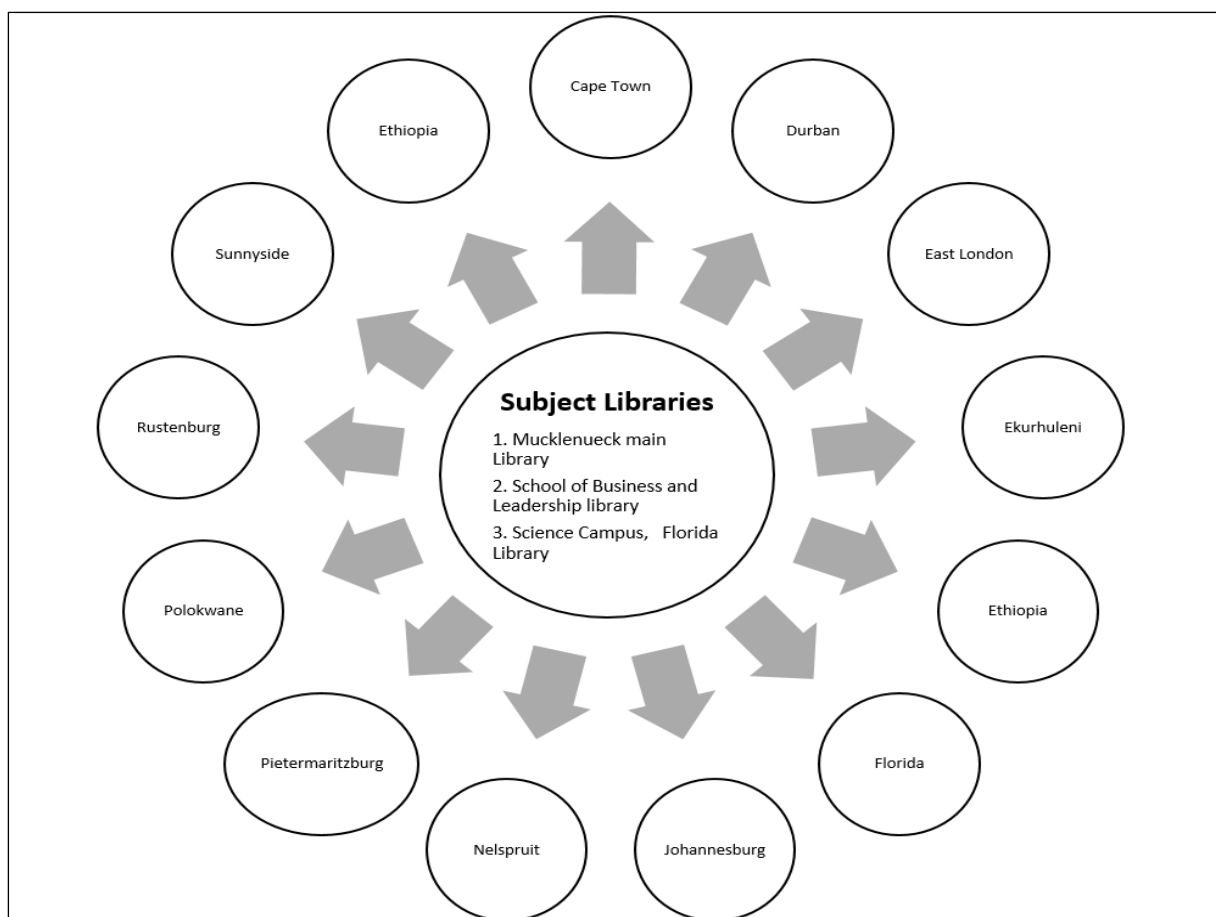 Cape Town
Durban
East London
Ekurhuleni
Ethiopia
Florida
Johannesburg
Nelspruit
Pietermaritzburg
Polokwane
Rustenburg
Sunnyside
Ethiopia
Subject Libraries
1. Mucklenueck main
Library
2. School of Business and
Leadership library
3. Science Campus, Florida
Library